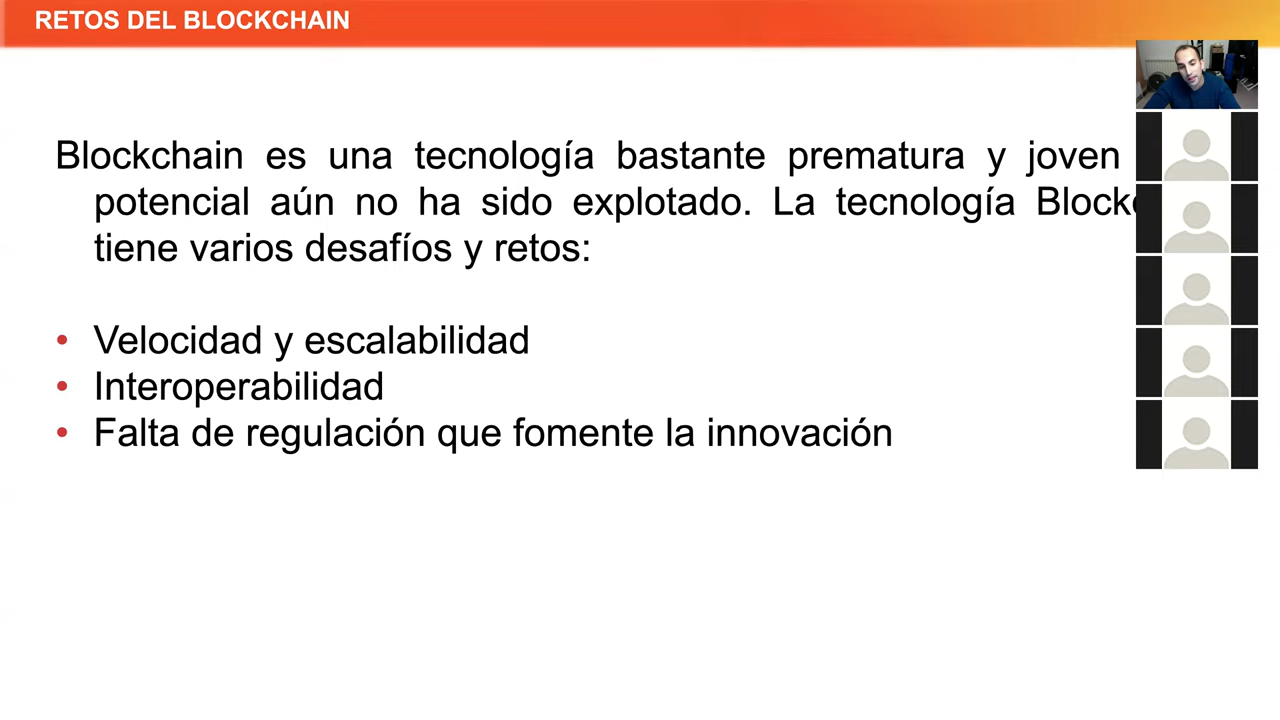 RETOS DEL BLOCKCHAIN
Blockchain es una tecnología bastante prematura y joven
potencial aún no ha sido explotado. La tecnología
tiene varios desafíos y retos:
• Velocidad y escalabilidad
• Interoperabilidad
• Falta de regulación que fomente la innovación